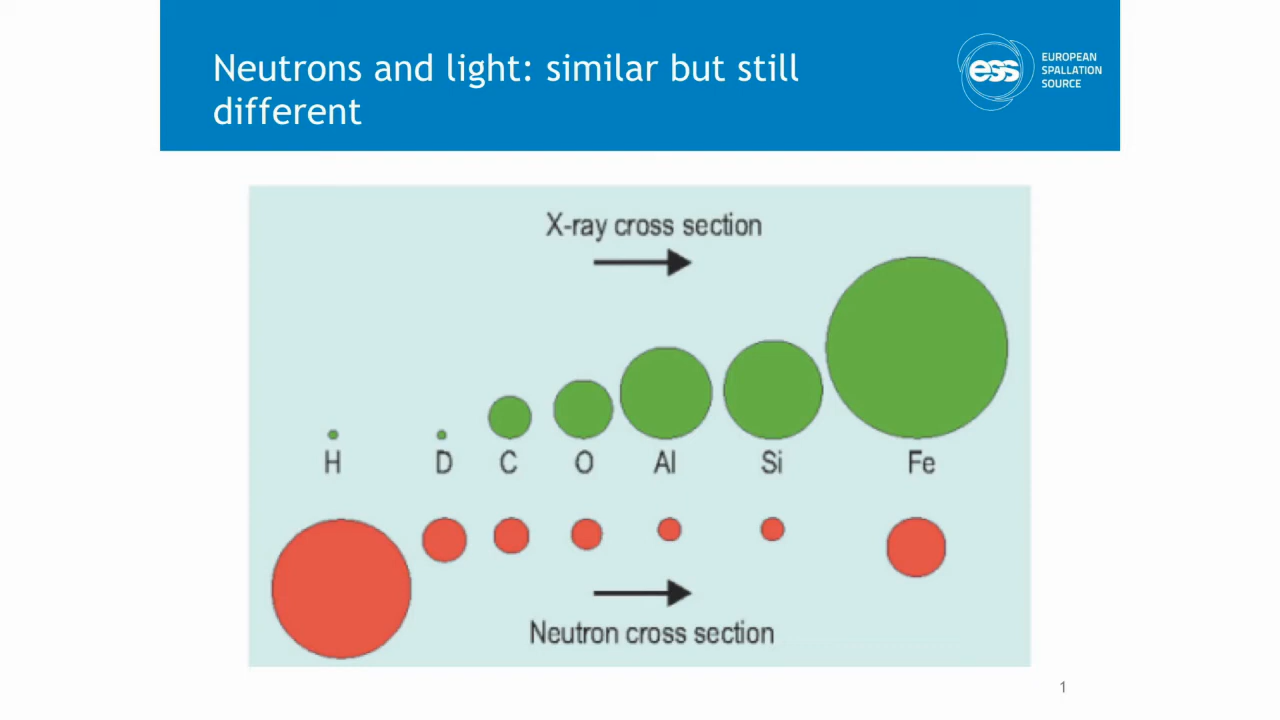 Neutrons and light: similar but still
different
ess
EUROPEAN
SPALLATION
SOURCE
X-ray cross section
H D C O Al Si Fe
Neutron cross section
1